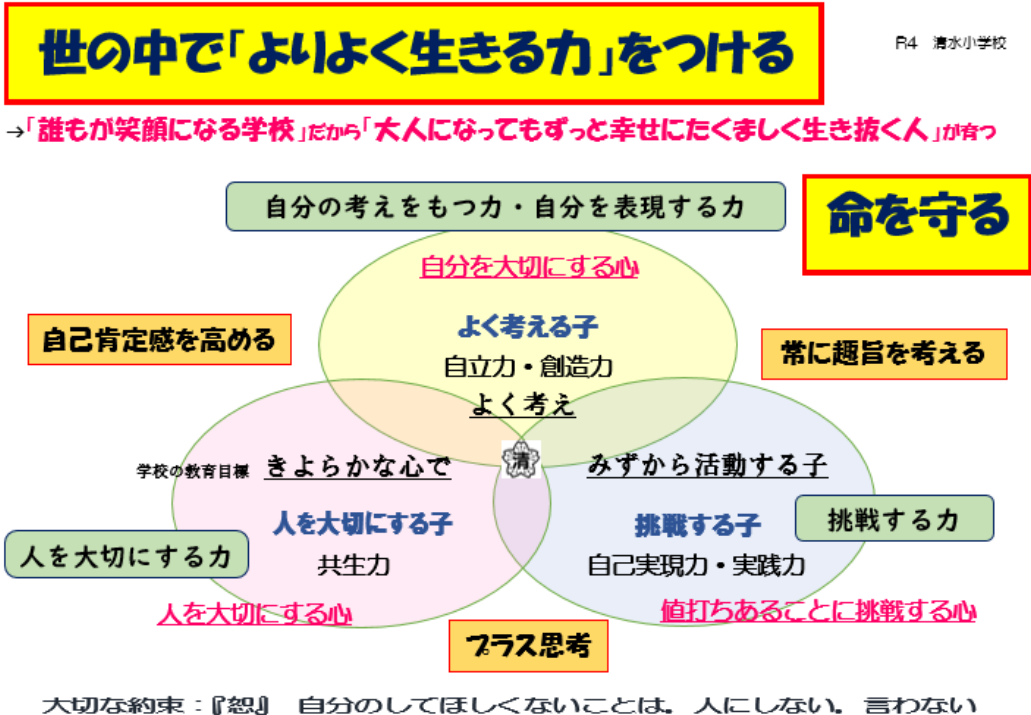 世の中で「よりよく生きる力」をつける
R4 清水小学校
→「誰もが笑顔になる学校」だから「大人になってもずっと幸せにたくましく生き抜く人」が育つ
自分の考えをもつ力・自分を表現する力
命を守る
自分を大切にする心
よく考える子
自己肯定感を高める
常に趣旨を考える
自立力・創造力
よく考え
清
学校の教育目標 きよらかな心で
みずから活動する子
人を大切にする子
挑戦する子
挑戦する力
人を大切にする力
共生力
自己実現力・実践力
人を大切にする心
値打ちあることに挑戦する心
プラス思考
大切な約束:『恕』 自分のしてほしくないことは、人にしない。言わない